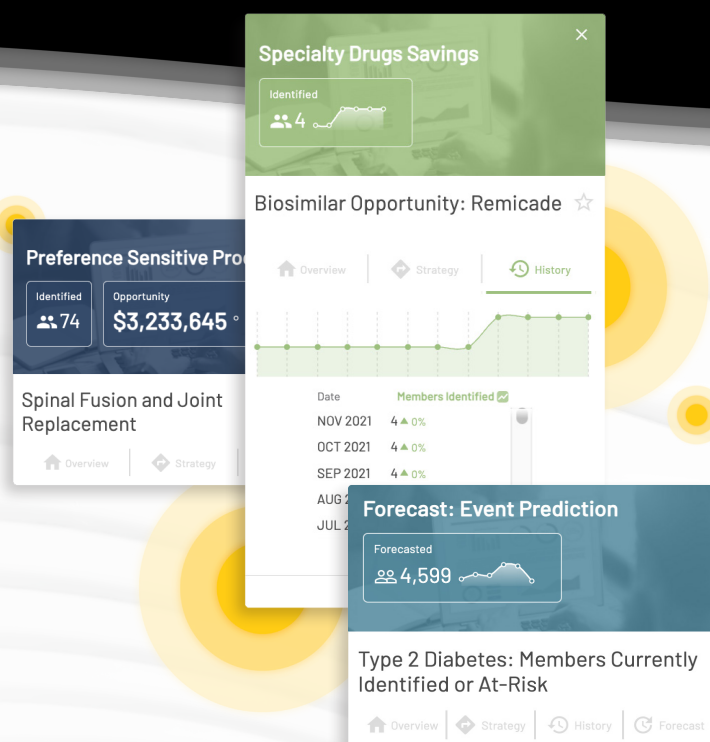 Specialty Drugs Savings
Identified
4
Biosimilar Opportunity: Remicade
Overview
Strategy
History
Date
Members Identified
NOV 2021 4 ▲ 0%
OCT 2021 4 ▲ 0%
SEP 2021 4 ▲ 0%
AUG
JUL
Preference Sensitive
Identified
74
Opportunity
$3,233,645
Spinal Fusion and Joint
Replacement
Overview
Strategy
Forecast: Event Prediction
Forecasted
4,599
Type 2 Diabetes: Members Currently
Identified or At-Risk
Overview
Strategy
History
Forecast